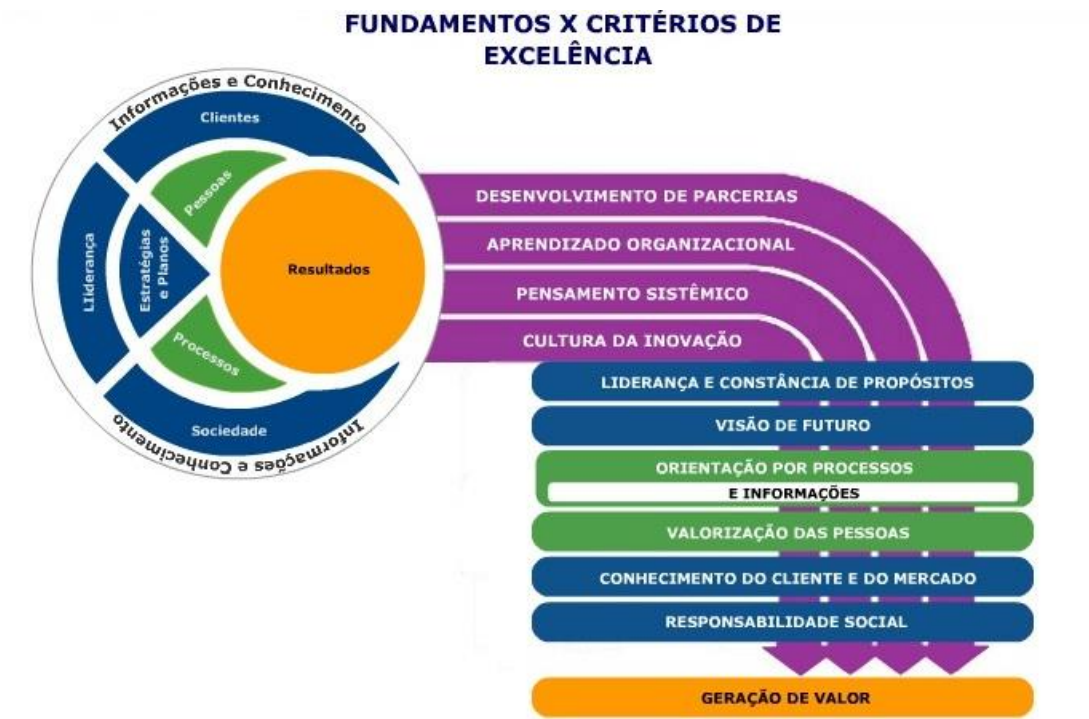 FUNDAMENTOS X CRITÉRIOS DE
EXCELÊNCIA
Informações e Conhecimento
Clientes
Pessoas
LIiderança
Estratégias
e Planos
Resultados
Processos
Sociedade
Informações e Conhecimento
DESENVOLVIMENTO DE PARCERIAS
APRENDIZADO ORGANIZACIONAL
PENSAMENTO SISTÊMICO
CULTURA DA INOVAÇÃO
LIDERANÇA E CONSTÂNCIA DE PROPÓSITOS
VISÃO DE FUTURO
ORIENTAÇÃO POR PROCESSOS
E INFORMAÇÕES
VALORIZAÇÃO DAS PESSOAS
CONHECIMENTO DO CLIENTE E DO MERCADO
RESPONSABILIDADE SOCIAL
GERAÇÃO DE VALOR